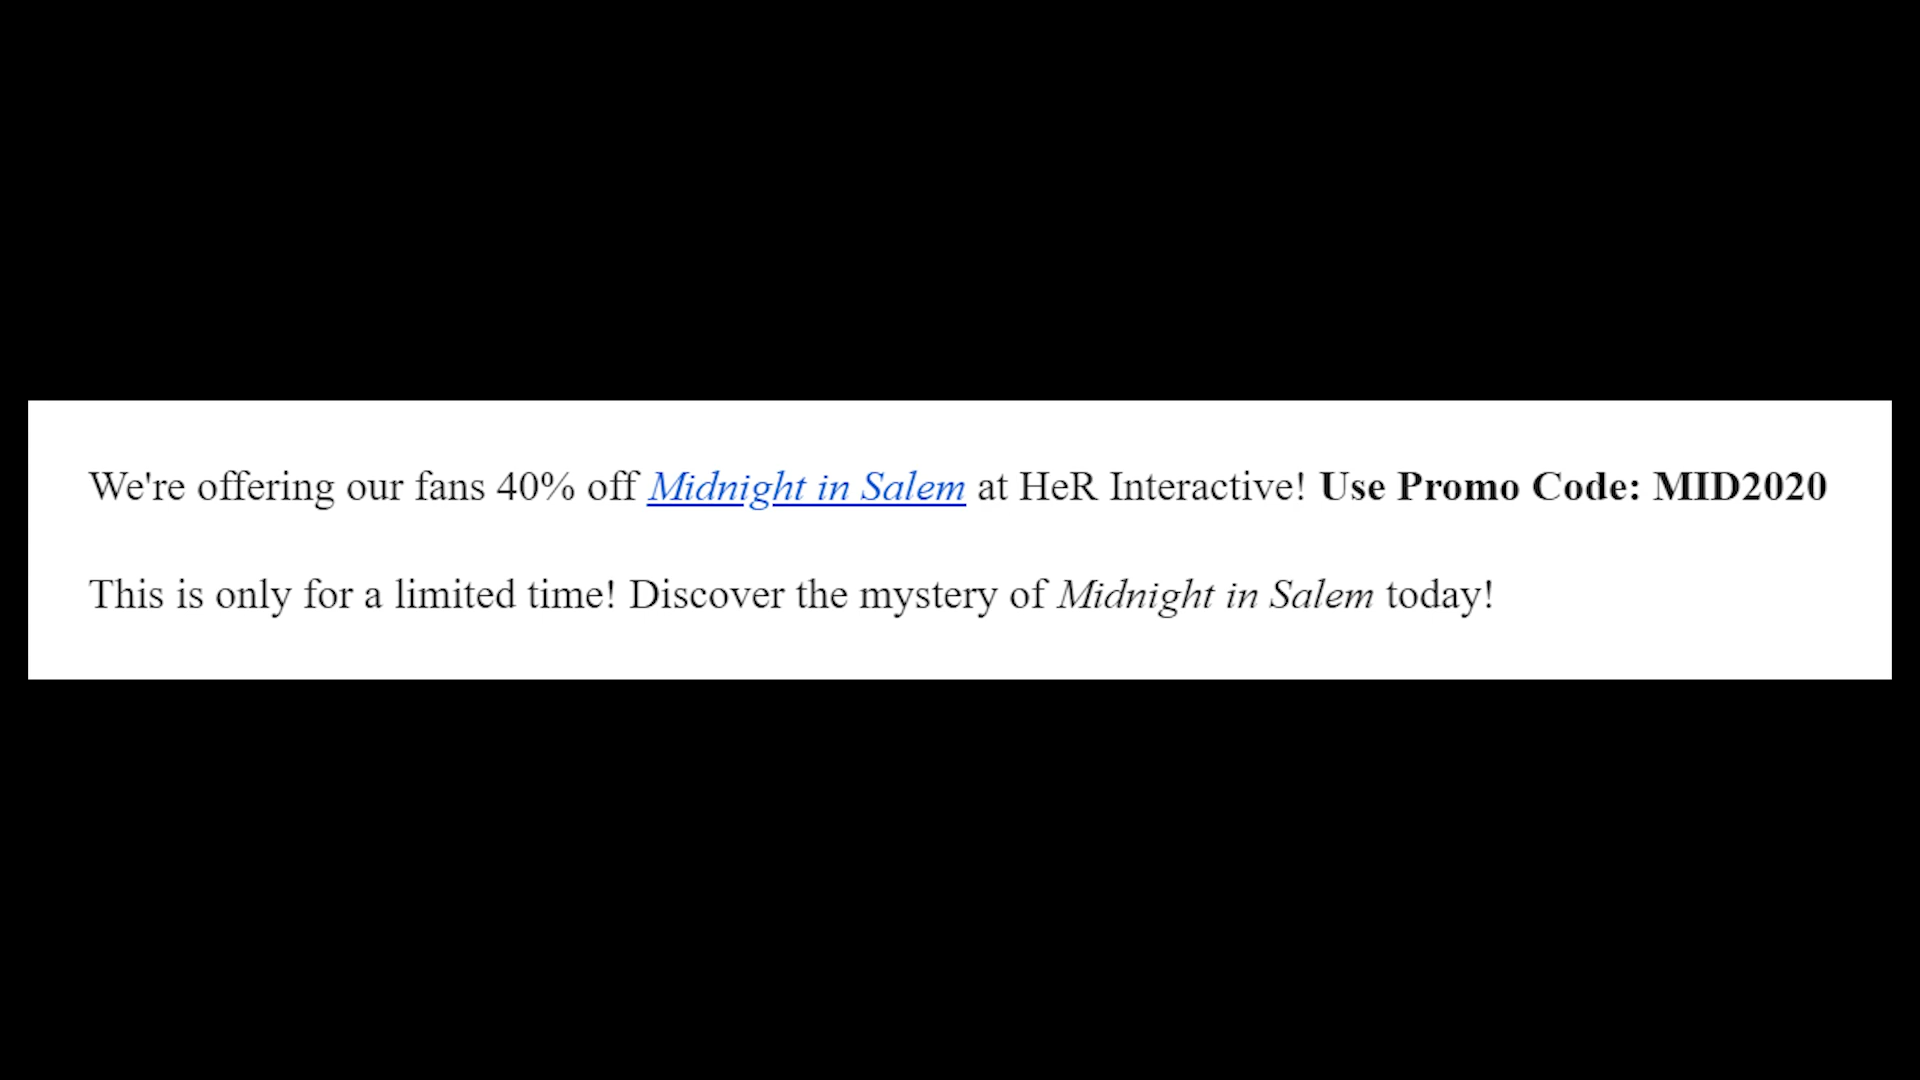 We're offering our fans 40% off Midnight in Salem at HeR Interactive! Use Promo Code: MID2020
This is only for a limited time! Discover the mystery of Midnight in Salem today!